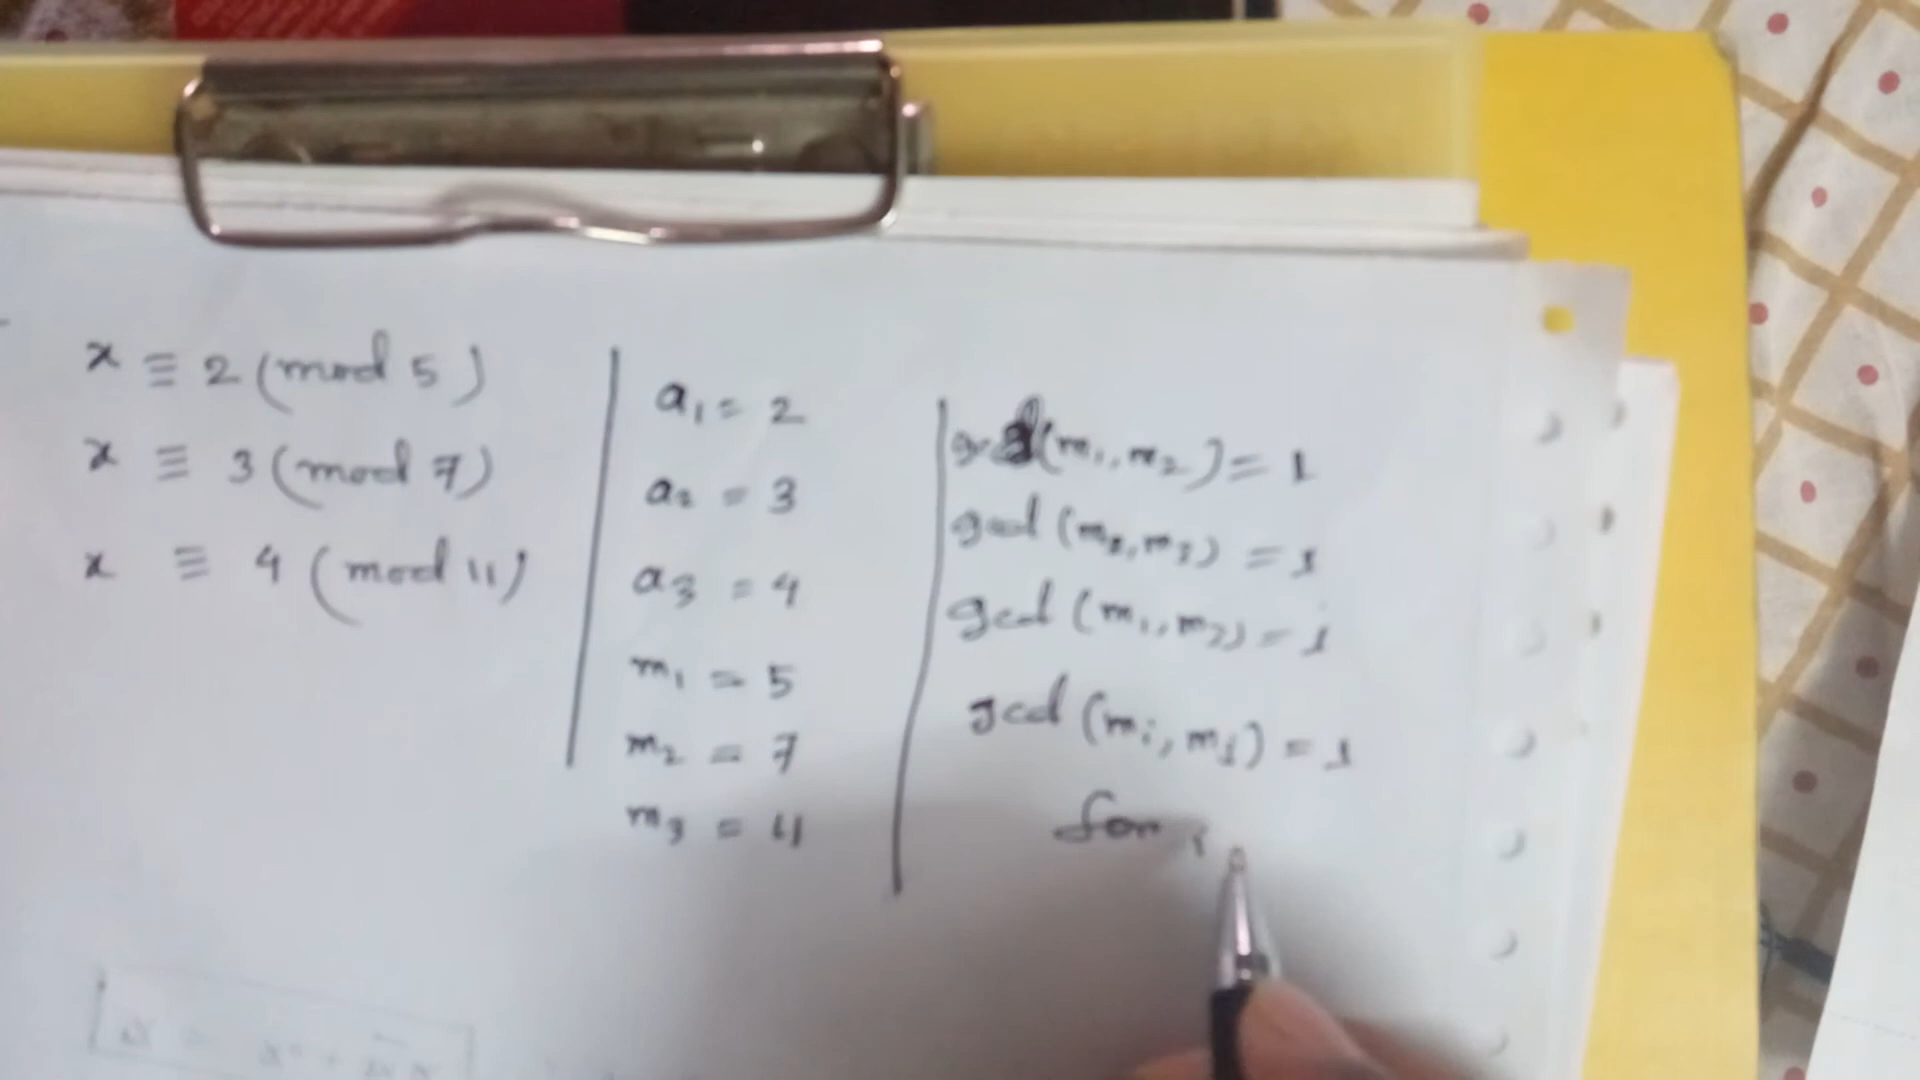 x ≡ 2 (mod 5)
x ≡ 3 (mod 7)
x ≡ 4 (mod 11)
a₁ = 2
a₂ = 3
a₃ = 4
m₁ = 5
m₂ = 7
m₃ = 11
gcd (m₁, m₂) = 1
gcd (m₂, m₃) = 1
gcd (m₁, m₂) = 1
gcd (mᵢ, mⱼ) = 1
for i